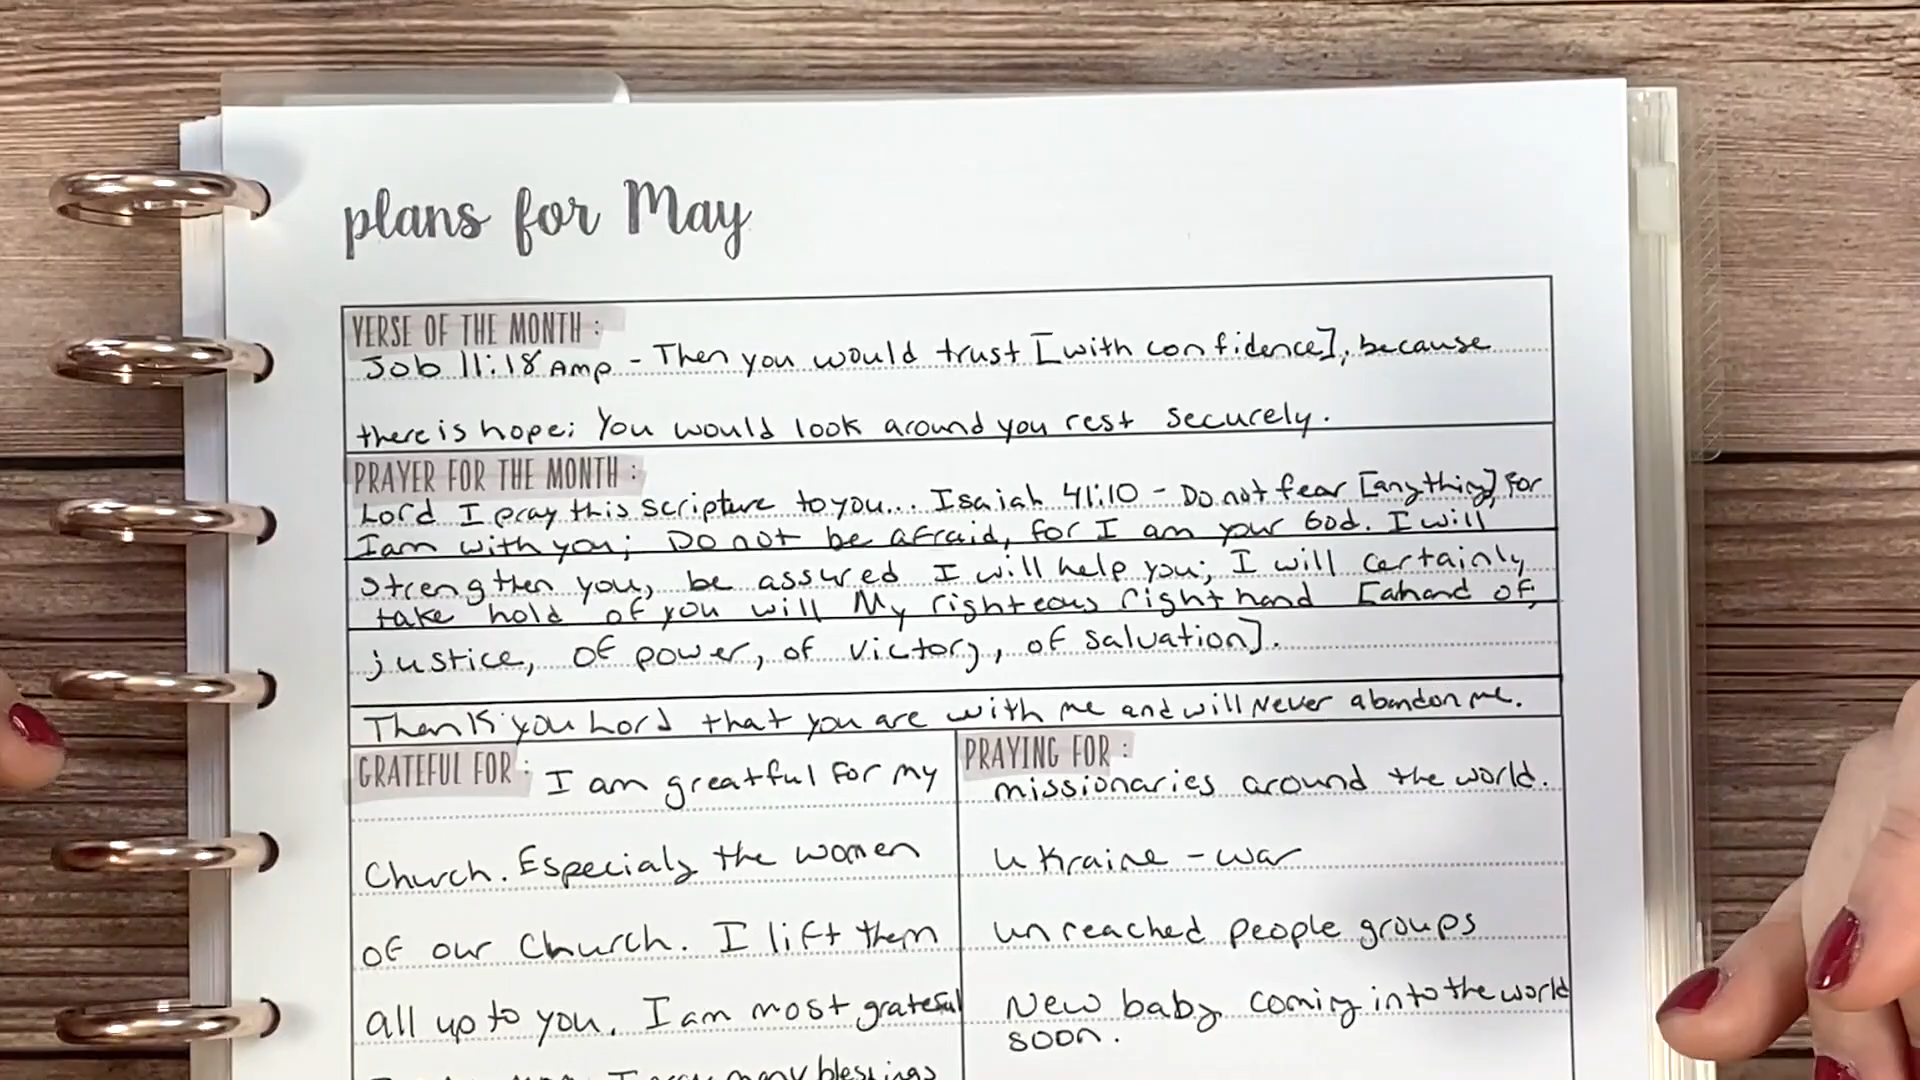 plans for May
VERSE OF THE MONTH :
Job 11:18 Amp - Then you would trust [with confidence], because
there is hope; You would look around you rest securely.
PRAYER FOR THE MONTH :
Lord I pray this scripture to you... Isaiah 41:10 - Do not fear [anything], for
I am with you; Do not be afraid, for I am your God. I will
strengthen you, be assured I will help you; I will certainly
take hold of you will My righteous right hand [a hand of
justice, of power, of victory, of salvation].
Thank you Lord that you are with me and will Never abandon me.
GRATEFUL FOR : I am greatful for my
Church. Especialy the women
of our Church. I lift them
all up to you. I am most grateful
many blessings
PRAYING FOR :
missionaries around the world.
Ukraine - war
unreached people groups
New baby coming into the world
soon.